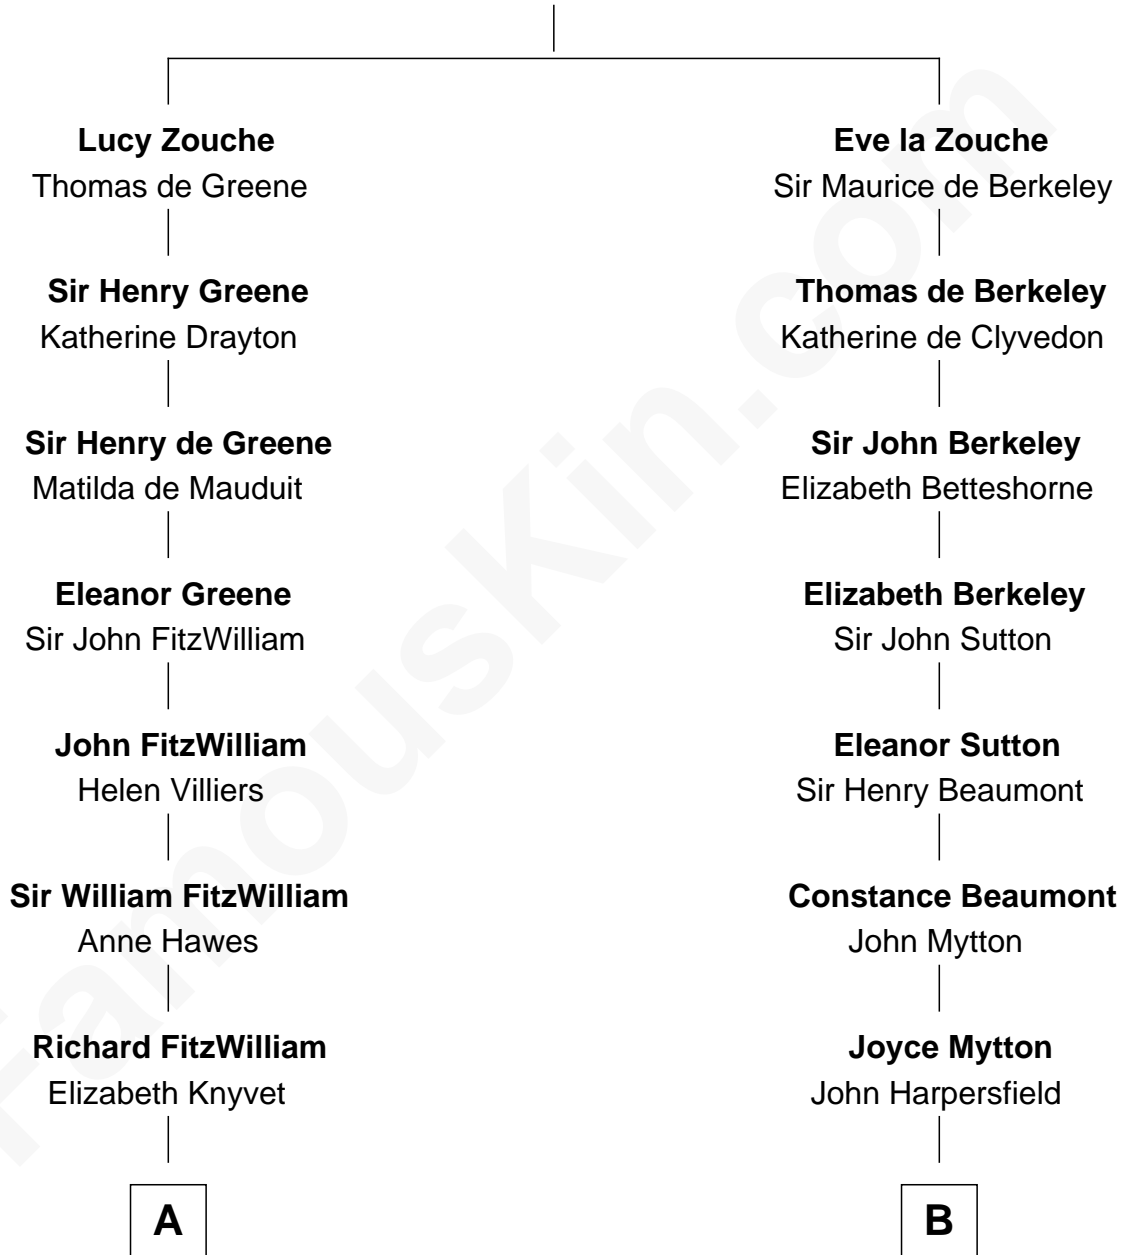 Lucy Zouche
Thomas de Greene
Sir Henry Greene
Katherine Drayton
Sir Henry de Greene
Matilda de Mauduit
Eleanor Greene
Sir John FitzWilliam
John FitzWilliam
Helen Villiers
Sir William FitzWilliam
Anne Hawes
Richard FitzWilliam
Elizabeth Knyvet
A
Eve la Zouche
Sir Maurice de Berkeley
Thomas de Berkeley
Katherine de Clyvedon
Sir John Berkeley
Elizabeth Betteshorne
Elizabeth Berkeley
Sir John Sutton
Eleanor Sutton
Sir Henry Beaumont
Constance Beaumont
John Mytton
Joyce Mytton
John Harpersfield
B
FamousKin.com